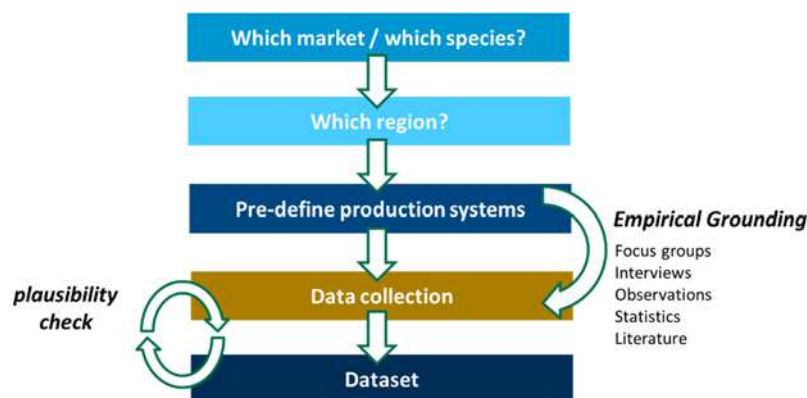 Which market / which species?
Which region?
Pre-define production systems
Empirical Grounding
Focus groups
Interviews
Observations
Statistics
Literature
Data collection
plausibility
check
Dataset